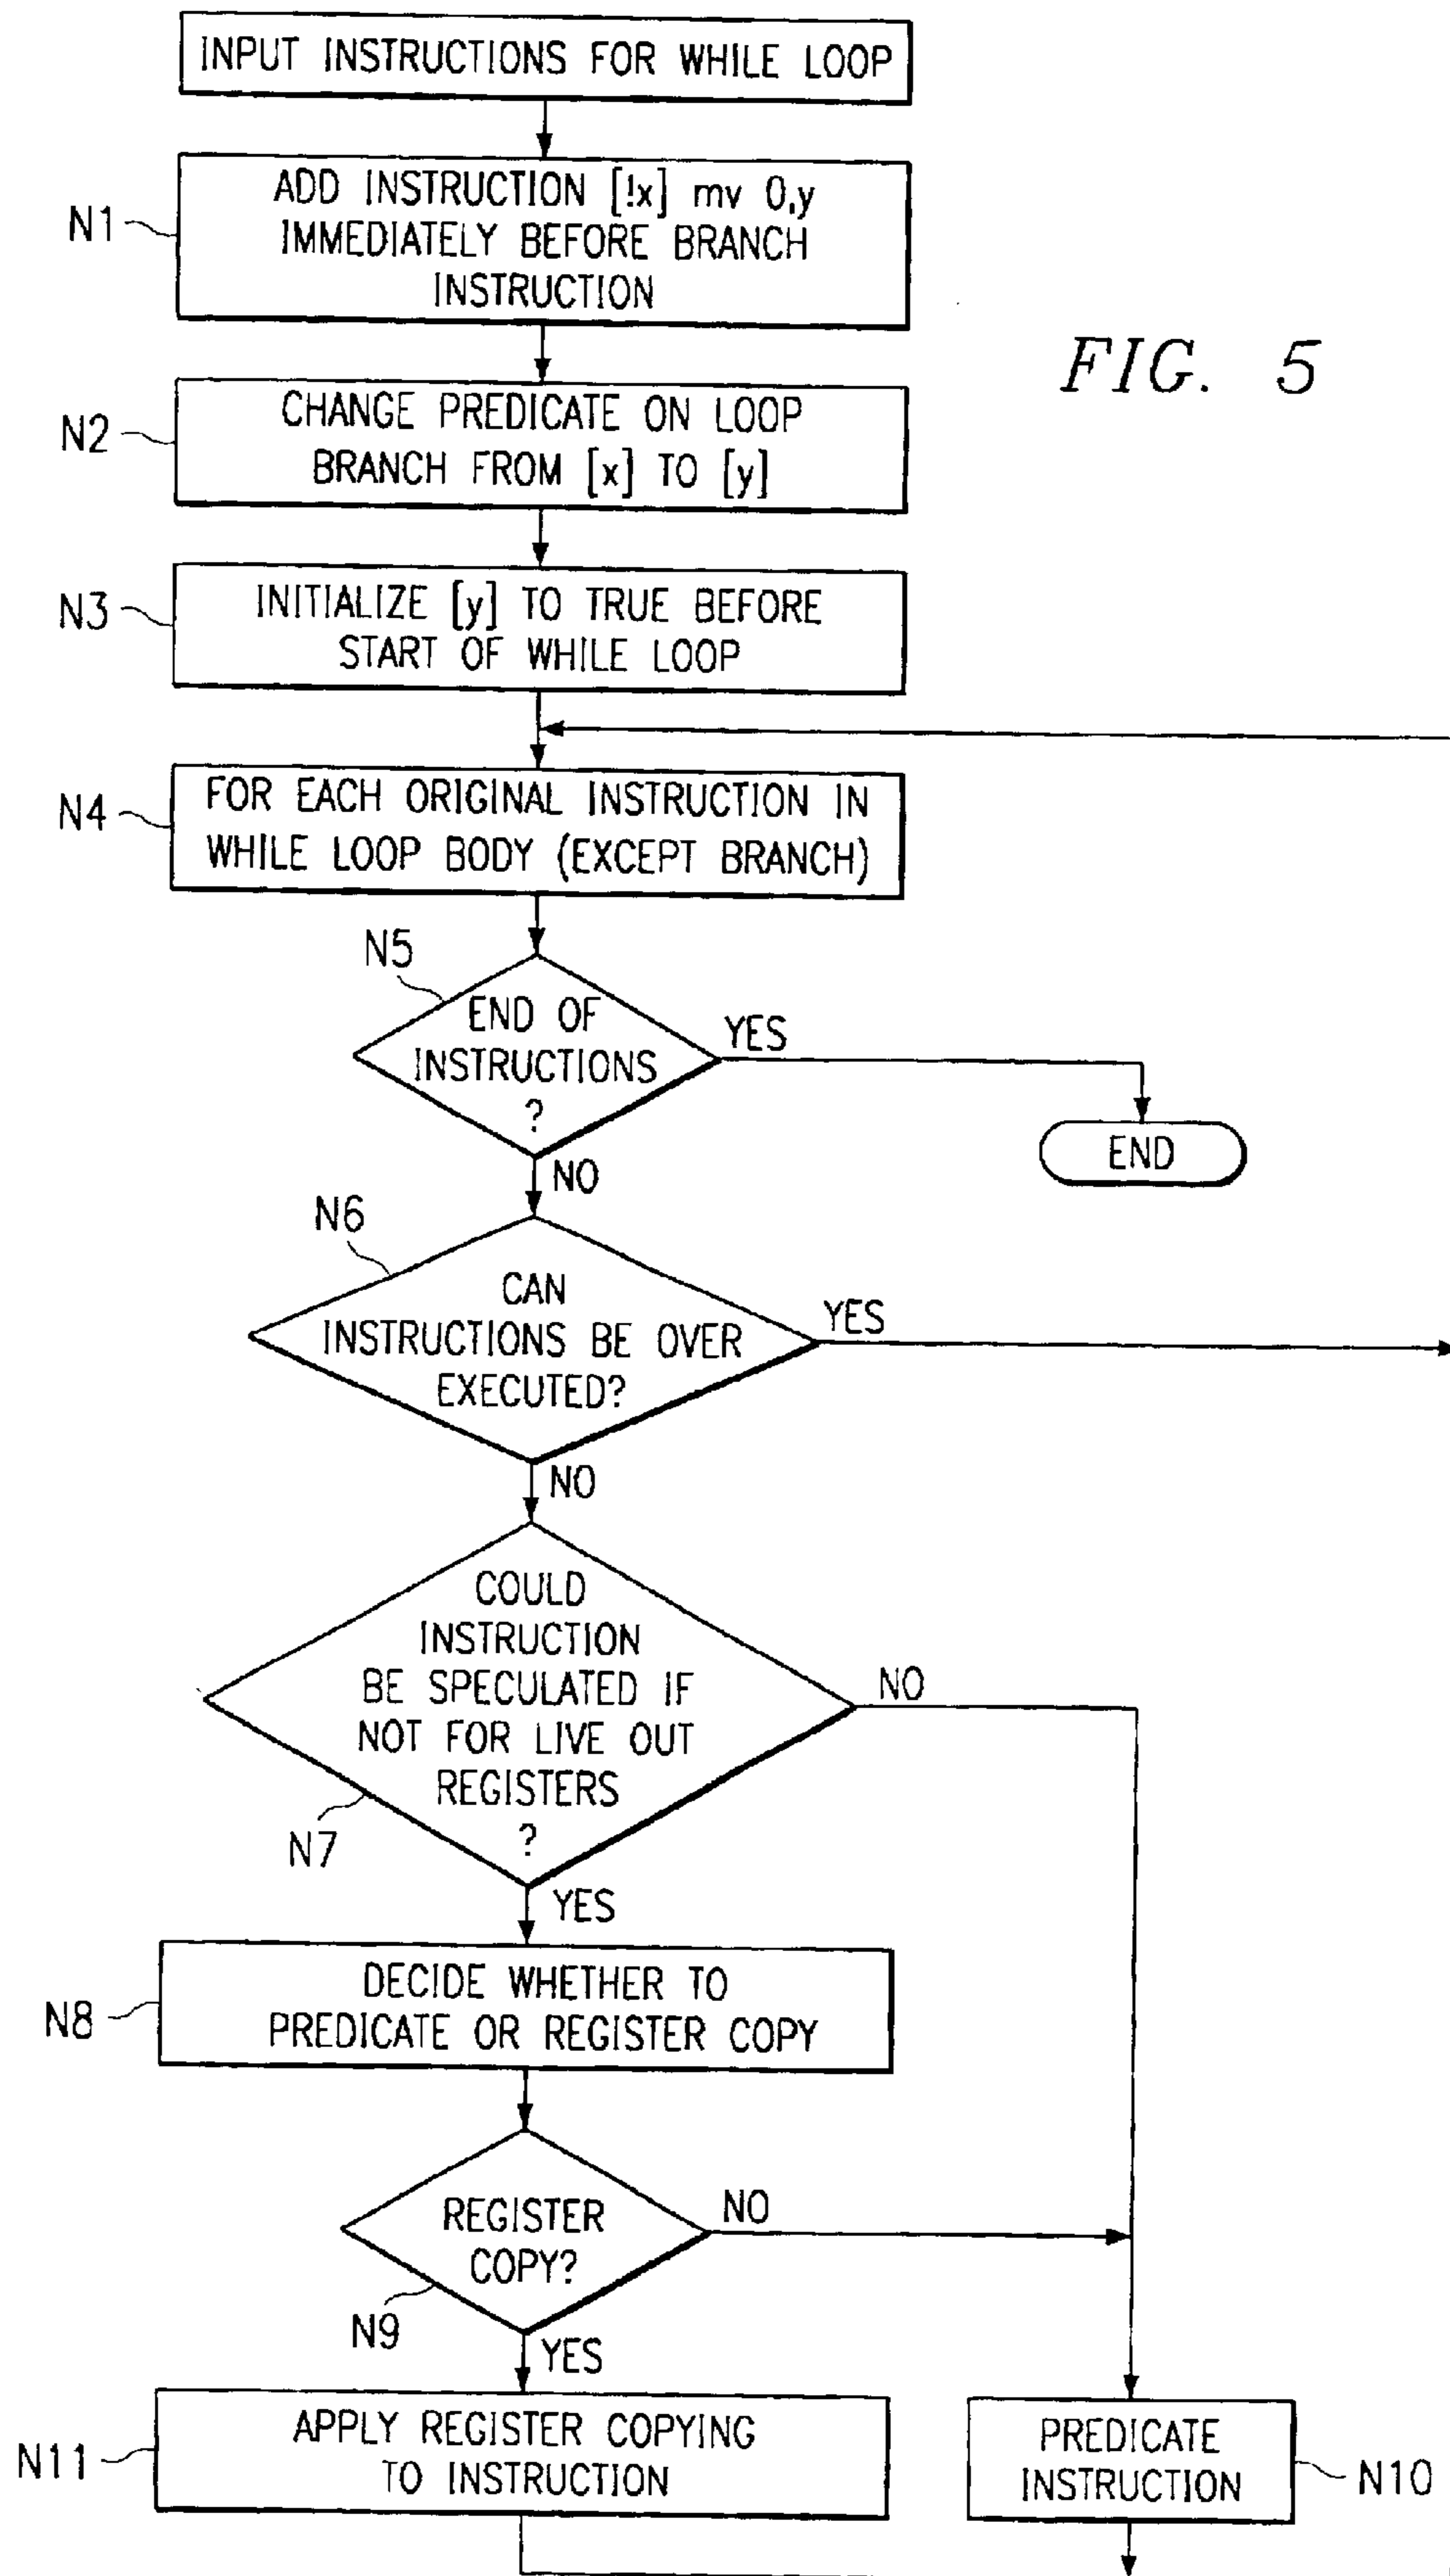 INPUT INSTRUCTIONS FOR WHILE LOOP
N1
ADD INSTRUCTION [!x] mv 0,y
IMMEDIATELY BEFORE BRANCH
INSTRUCTION
FIG. 5
N2
CHANGE PREDICATE ON LOOP
BRANCH FROM [x] TO [y]
N3
INITIALIZE [y] TO TRUE BEFORE
START OF WHILE LOOP
N4
FOR EACH ORIGINAL INSTRUCTION IN
WHILE LOOP BODY (EXCEPT BRANCH)
N5
END OF
INSTRUCTIONS
?
YES
END
NO
N6
CAN
INSTRUCTIONS BE OVER
EXECUTED?
YES
NO
COULD
INSTRUCTION
BE SPECULATED IF
NOT FOR LIVE OUT
REGISTERS
?
NO
N7
YES
N8
DECIDE WHETHER TO
PREDICATE OR REGISTER COPY
REGISTER
COPY?
NO
N9
YES
N11
APPLY REGISTER COPYING
TO INSTRUCTION
PREDICATE
INSTRUCTION
N10